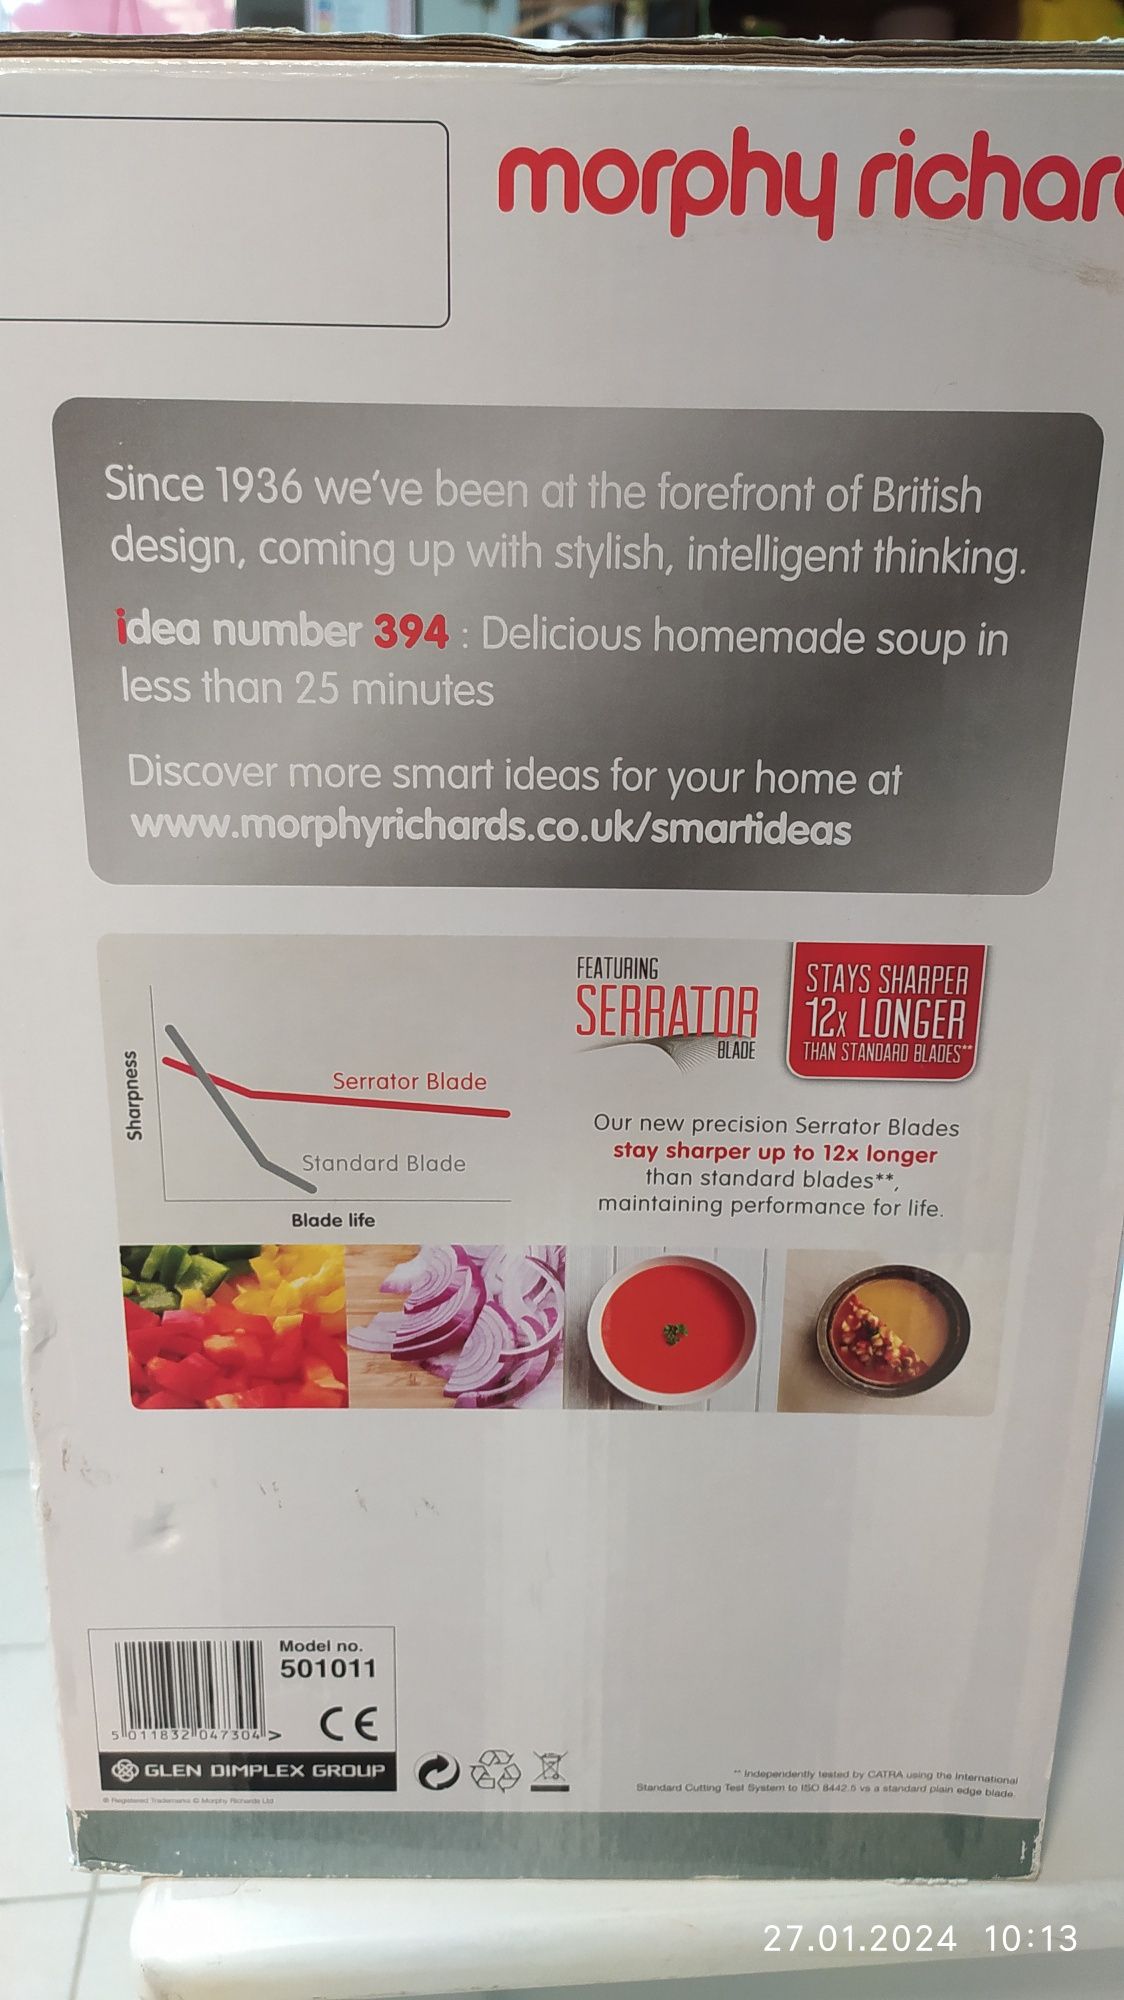 morphy richar
Since 1936 we've been at the forefront of British
design, coming up with stylish, intelligent thinking.
idea number 394 : Delicious homemade soup in
less than 25 minutes
Discover more smart ideas for your home at
www.morphyrichards.co.uk/smartideas
Sharpness
Serrator Blade
Standard Blade
Blade life
FEATURING
SERRATOR
BLADE
STAYS SHARPER
12x LONGER
THAN STANDARD BLADES**
Our new precision Serrator Blades
stay sharper up to 12x longer
than standard blades**,
maintaining performance for life.
Model no.
501011
CE
5 011832 047304 >
GLEN DIMPLEX GROUP
® Registered Trademarks © Morphy Richards Ltd
** Independently tested by CATRA using the International
Standard Cutting Test System to ISO 8442.5 vs a standard plain edge blade.
27.01.2024 10:13